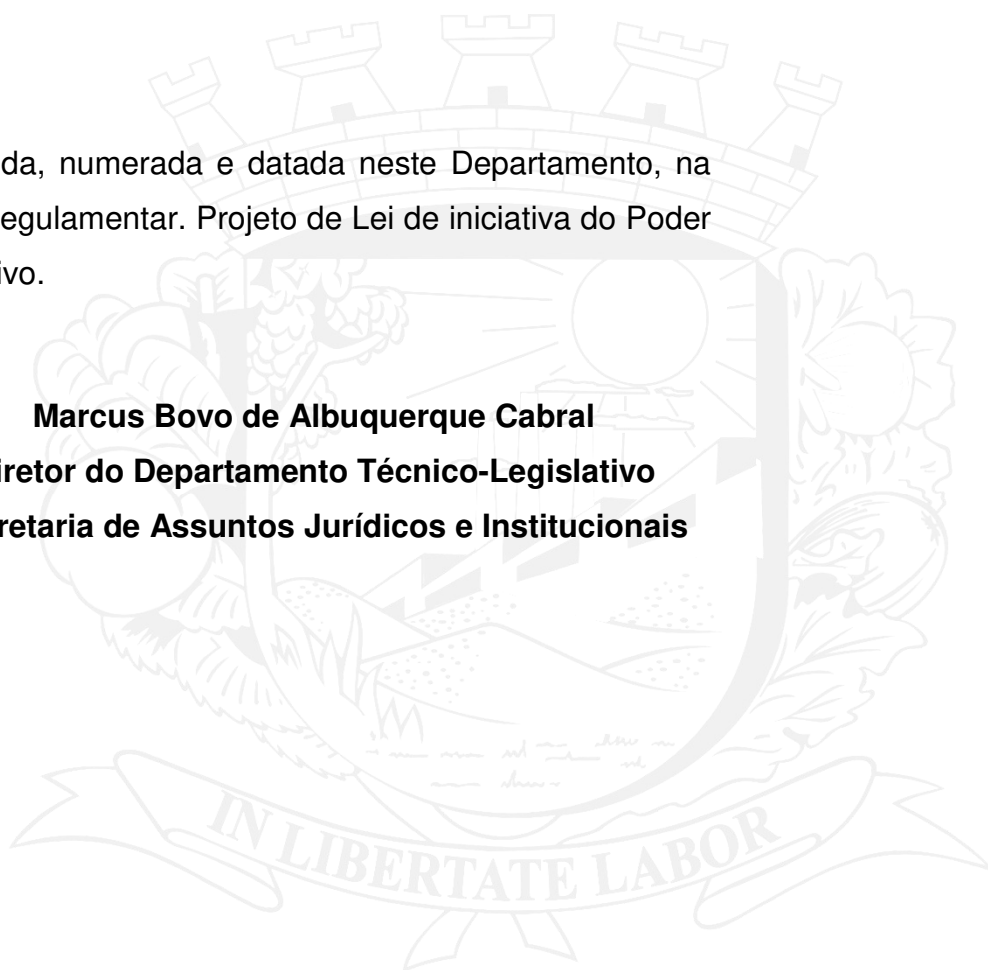 da, numerada e datada neste Departamento, na
egulamentar. Projeto de Lei de iniciativa do Poder
ivo.
Marcus Bovo de Albuquerque Cabral
iretor do Departamento Técnico-Legislativo
retaria de Assuntos Jurídicos e Institucionais
IN LIBERTATE LABOR